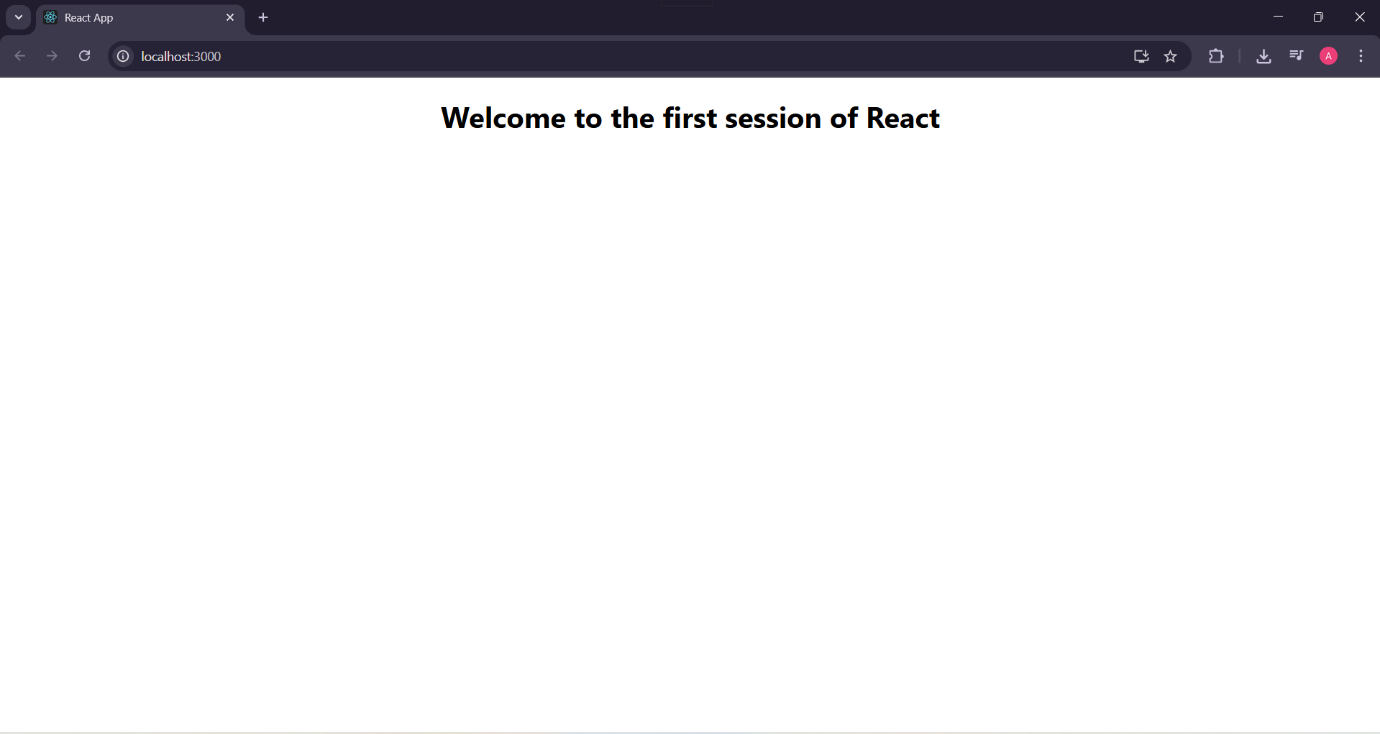 React App
localhost:3000
A
Welcome to the first session of React